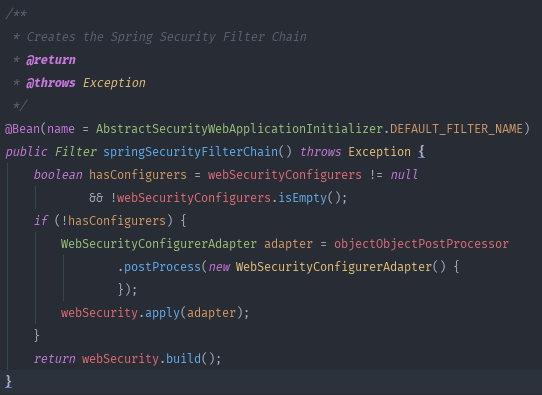 /**
 * Creates the Spring Security Filter Chain
 * @return
 * @throws Exception
 */
@Bean(name = AbstractSecurityWebApplicationInitializer.DEFAULT_FILTER_NAME)
public Filter springSecurityFilterChain() throws Exception {
    boolean hasConfigurers = webSecurityConfigurers != null
            && !webSecurityConfigurers.isEmpty();
    if (!hasConfigurers) {
        WebSecurityConfigurerAdapter adapter = objectObjectPostProcessor
                .postProcess(new WebSecurityConfigurerAdapter() {
                });
        webSecurity.apply(adapter);
    }
    return webSecurity.build();
}